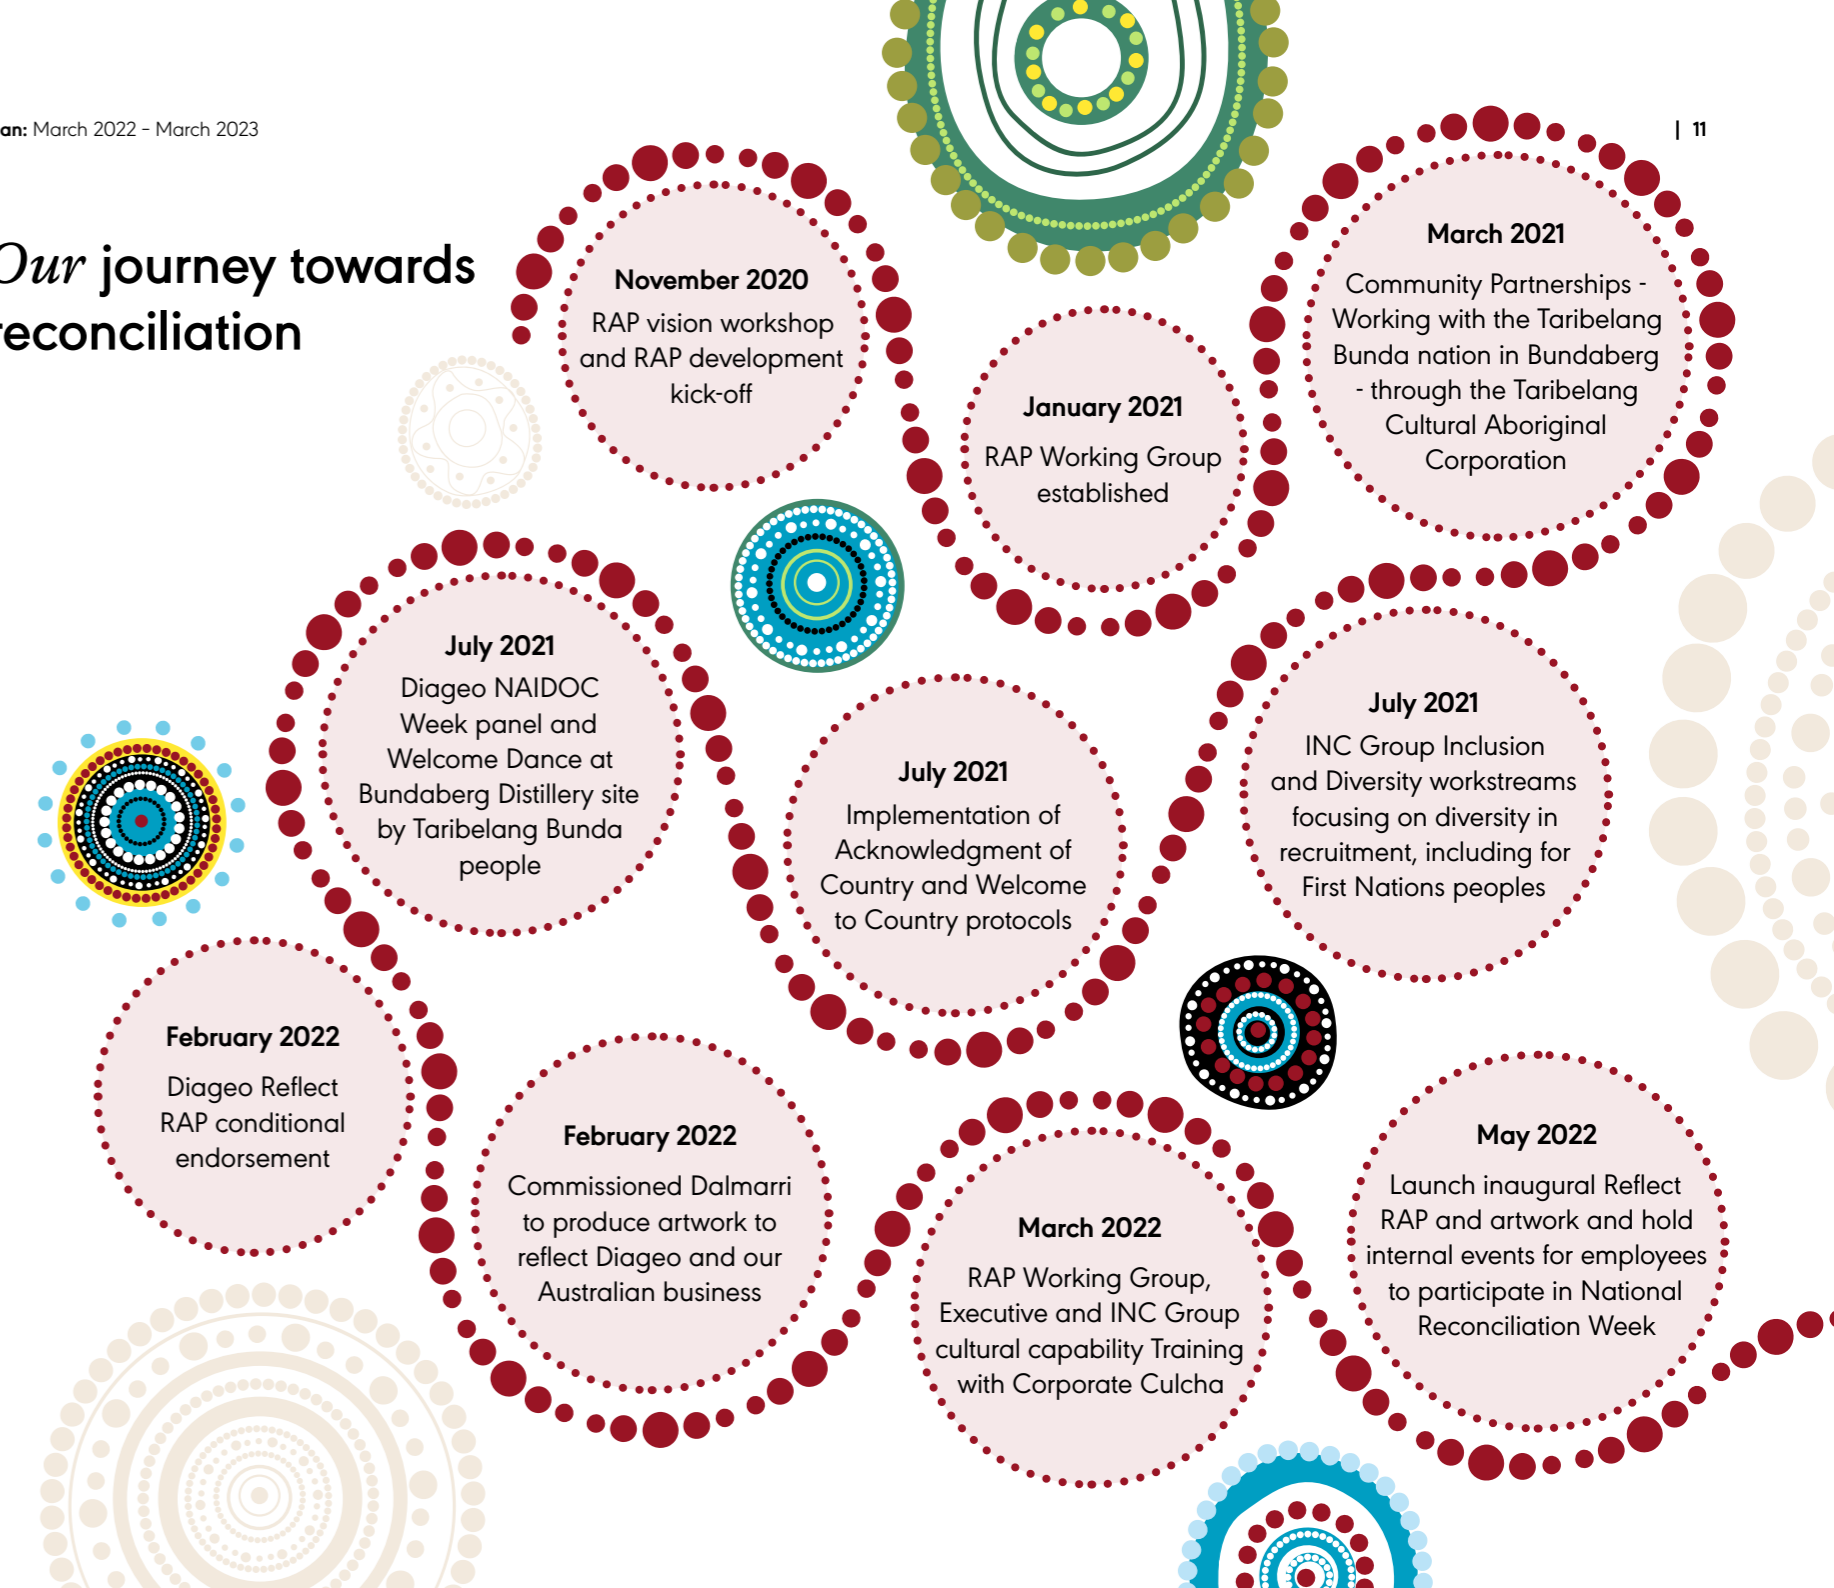 an: March 2022 - March 2023
| 11
Our journey towards
reconciliation
November 2020
RAP vision workshop
and RAP development
kick-off
January 2021
RAP Working Group
established
March 2021
Community Partnerships -
Working with the Taribelang
Bunda nation in Bundaberg
- through the Taribelang
Cultural Aboriginal
Corporation
July 2021
INC Group Inclusion
and Diversity workstreams
focusing on diversity in
recruitment, including for
First Nations peoples
July 2021
Implementation of
Acknowledgment of
Country and Welcome
to Country protocols
July 2021
Diageo NAIDOC
Week panel and
Welcome Dance at
Bundaberg Distillery site
by Taribelang Bunda
people
February 2022
Diageo Reflect
RAP conditional
endorsement
February 2022
Commissioned Dalmarri
to produce artwork to
reflect Diageo and our
Australian business
March 2022
RAP Working Group,
Executive and INC Group
cultural capability Training
with Corporate Culcha
May 2022
Launch inaugural Reflect
RAP and artwork and hold
internal events for employees
to participate in National
Reconciliation Week